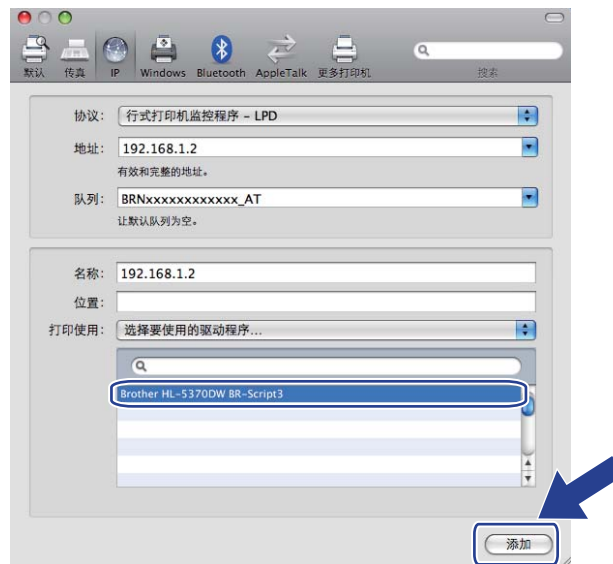 默认 传真 IP Windows Bluetooth AppleTalk 更多打印机 搜索
协议: 行式打印机监控程序 – LPD
地址: 192.168.1.2
有效和完整的地址。
队列: BRNxxxxxxxxxxxx_AT
让默认队列为空。
名称: 192.168.1.2
位置:
打印使用: 选择要使用的驱动程序...
Brother HL-5370DW BR-Script3
添加